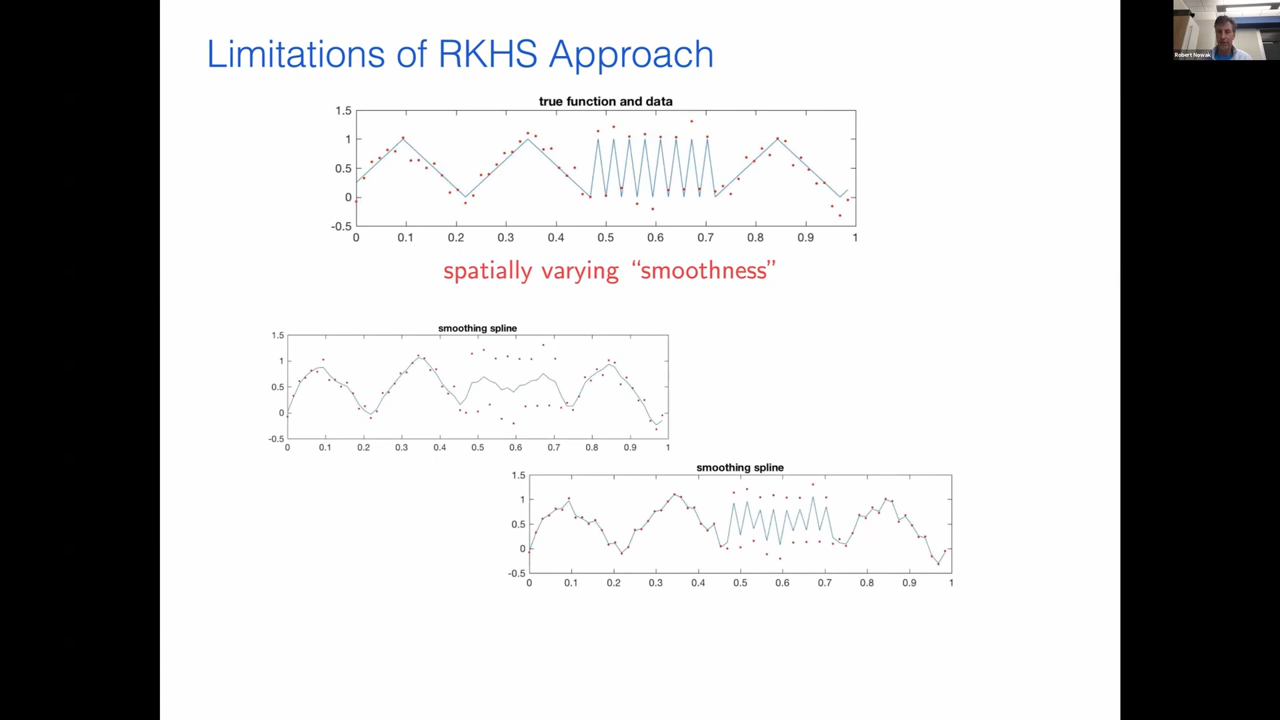 Limitations of RKHS Approach
Robert Nowak
true function and data
1.5
1
0.5
0
-0.5
0 0.1 0.2 0.3 0.4 0.5 0.6 0.7 0.8 0.9 1
spatially varying “smoothness”
smoothing spline
1.5
1
0.5
0
-0.5
0 0.1 0.2 0.3 0.4 0.5 0.6 0.7 0.8 0.9 1
smoothing spline
1.5
1
0.5
0
-0.5
0 0.1 0.2 0.3 0.4 0.5 0.6 0.7 0.8 0.9 1